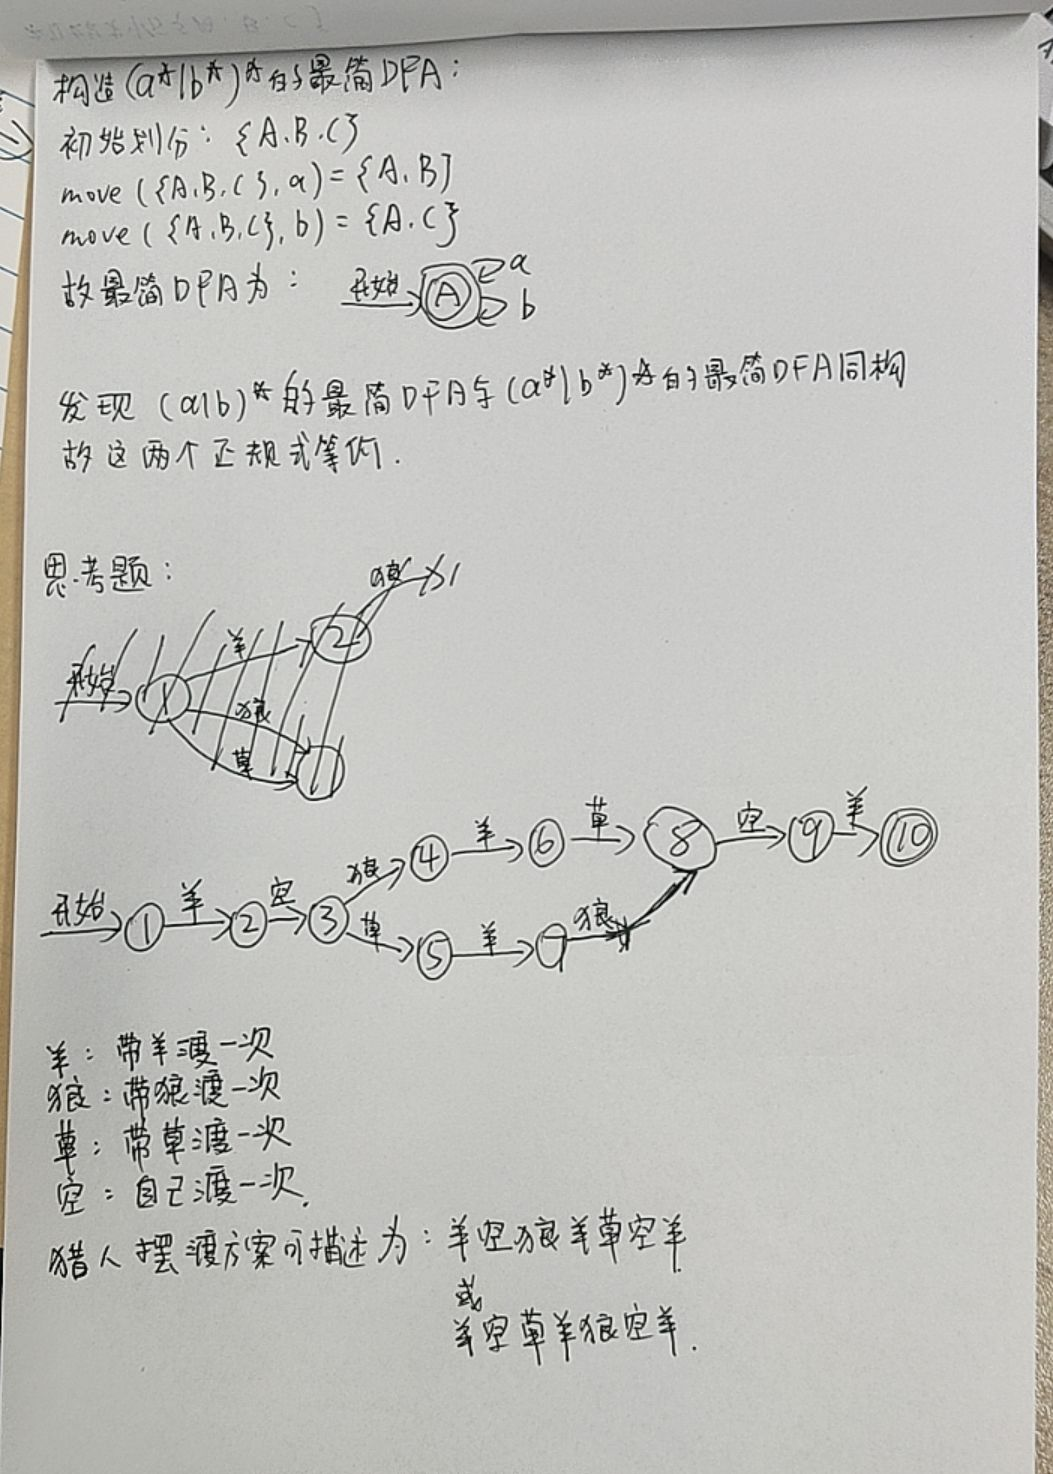 构造(a*|b*)*的最简DFA:
初始划分: {A.B.C}
move({A,B,C},a)={A.B}
move({A.B.C},b)={A.C}
故最简DFA为: 开始 A a b
发现 (a|b)*的最简DFA与(a*|b*)*的最简DFA同构
故这两个正规式等价.
思考题:
开始 1 羊 2 狼
狼
草
开始 1 羊 2 空 3 狼 4 羊 6 草 8 空 9 羊 10
草 5 羊 7 狼
羊: 带羊渡一次
狼: 带狼渡一次
草: 带草渡一次
空: 自己渡一次.
猎人摆渡方案可描述为: 羊空狼羊草空羊
或
羊空草羊狼空羊.